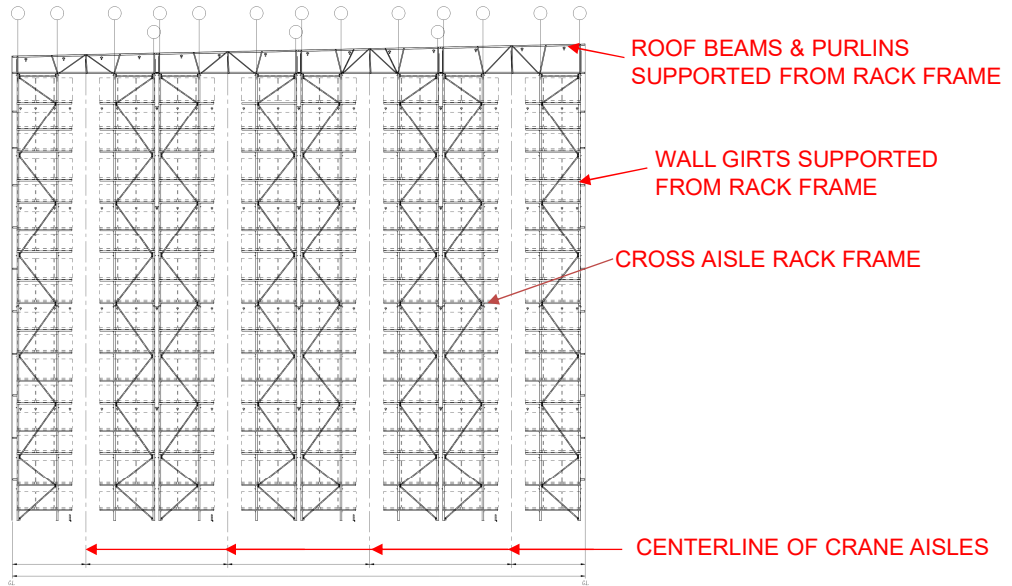 ROOF BEAMS & PURLINS
SUPPORTED FROM RACK FRAME
WALL GIRTS SUPPORTED
FROM RACK FRAME
CROSS AISLE RACK FRAME
CENTERLINE OF CRANE AISLES